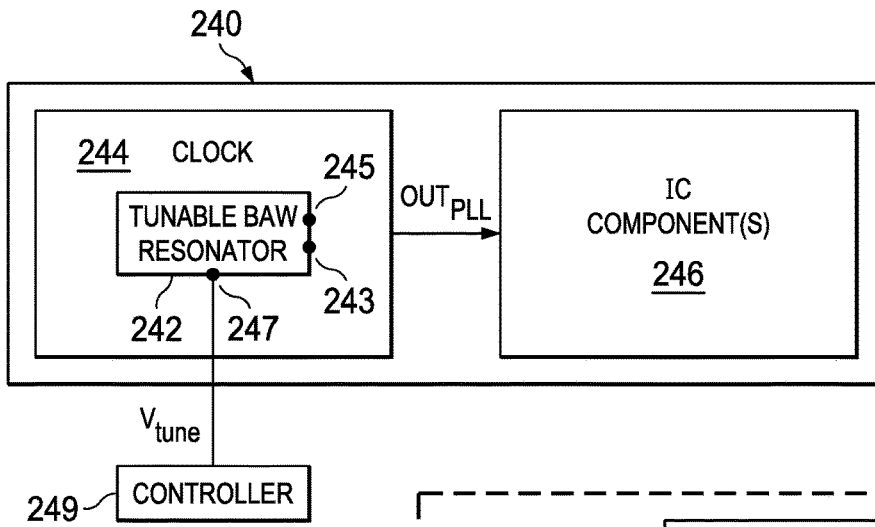 240
244 CLOCK
245
TUNABLE BAW
RESONATOR
243
242
247
OUTPLL
IC
COMPONENT(S)
246
Vtune
249
CONTROLLER